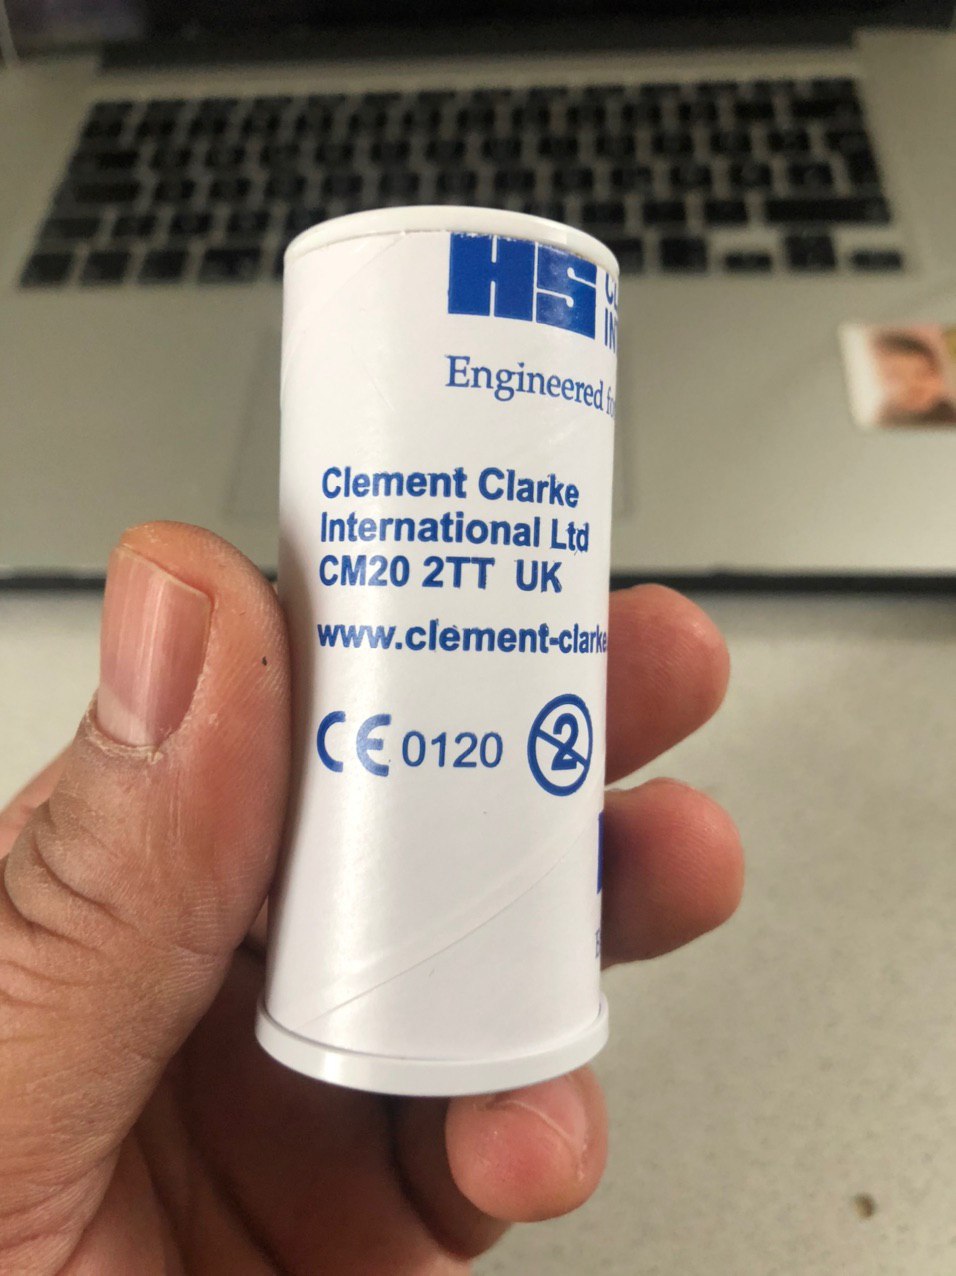 HS
Engineered
Clement Clarke
International Ltd
CM20 2TT UK
www.clement-clarke
CE 0120
2